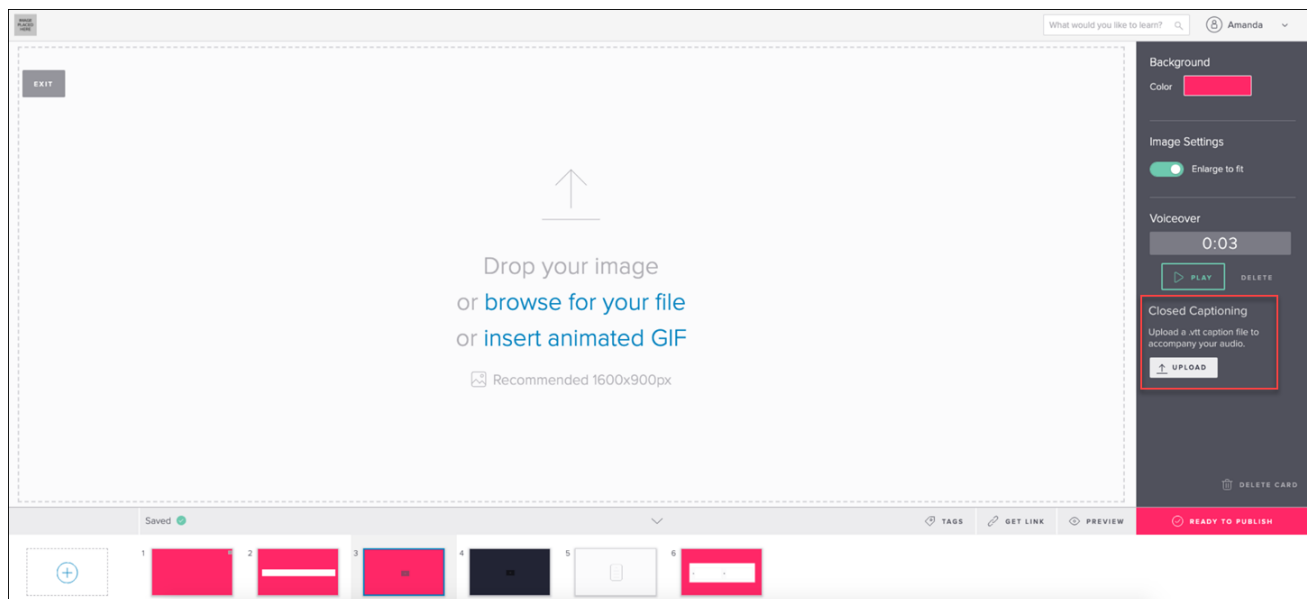 IMAGE
PLACED
HERE
What would you like to learn?
Amanda
EXIT
Drop your image
or browse for your file
or insert animated GIF
Recommended 1600x900px
Background
Color
Image Settings
Enlarge to fit
Voiceover
0:03
PLAY DELETE
Closed Captioning
Upload a .vtt caption file to
accompany your audio.
UPLOAD
DELETE CARD
Saved
TAGS GET LINK PREVIEW READY TO PUBLISH
1 2 3 4 5 6